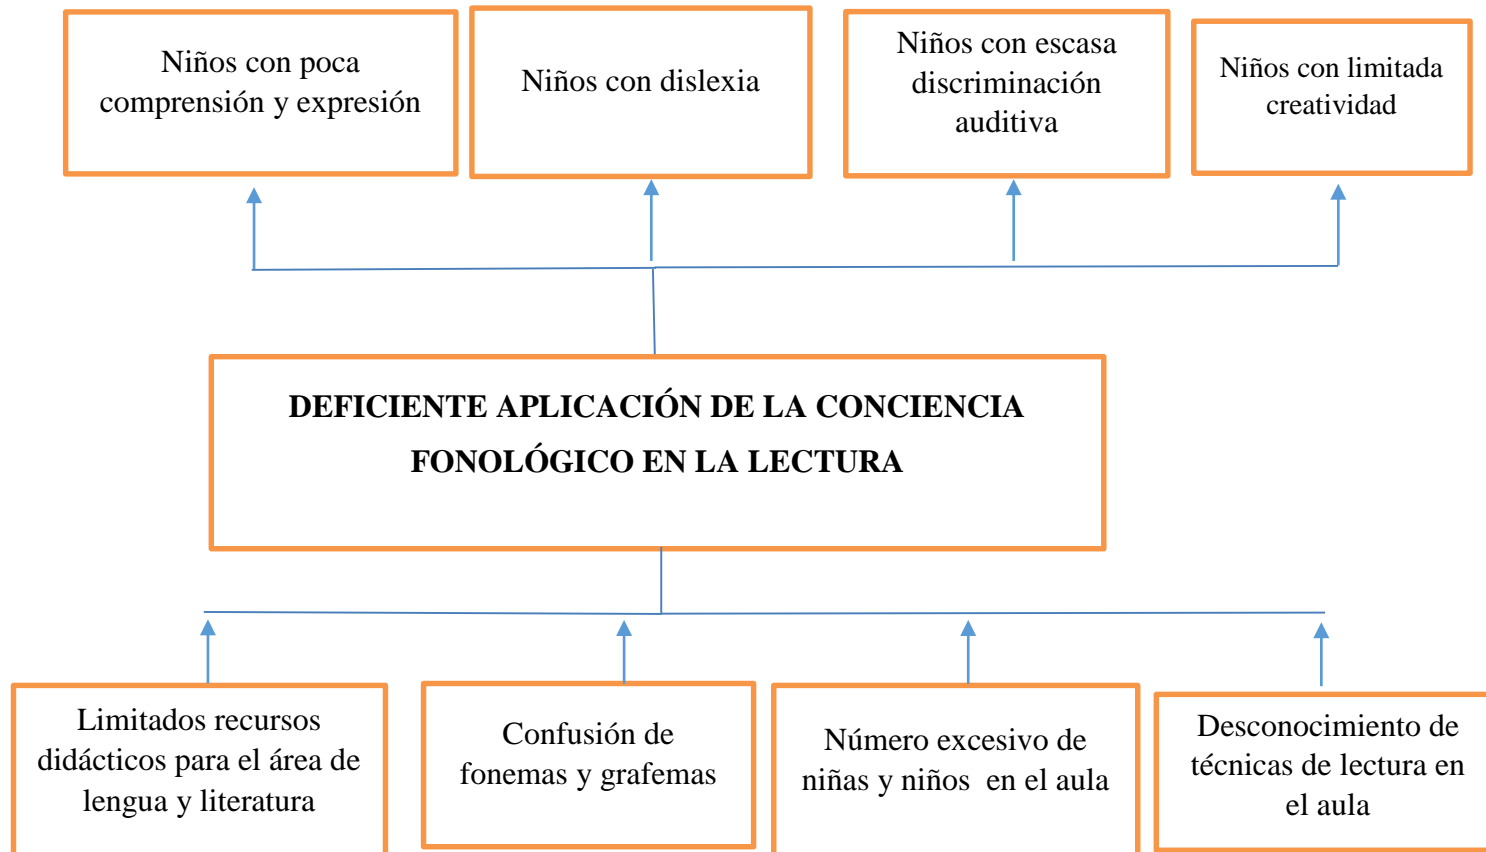 Niños con poca
comprensión y expresión
Niños con dislexia
Niños con escasa
discriminación
auditiva
Niños con limitada
creatividad
DEFICIENTE APLICACIÓN DE LA CONCIENCIA
FONOLÓGICO EN LA LECTURA
Limitados recursos
didácticos para el área de
lengua y literatura
Confusión de
fonemas y grafemas
Número excesivo de
niñas y niños en el aula
Desconocimiento de
técnicas de lectura en
el aula